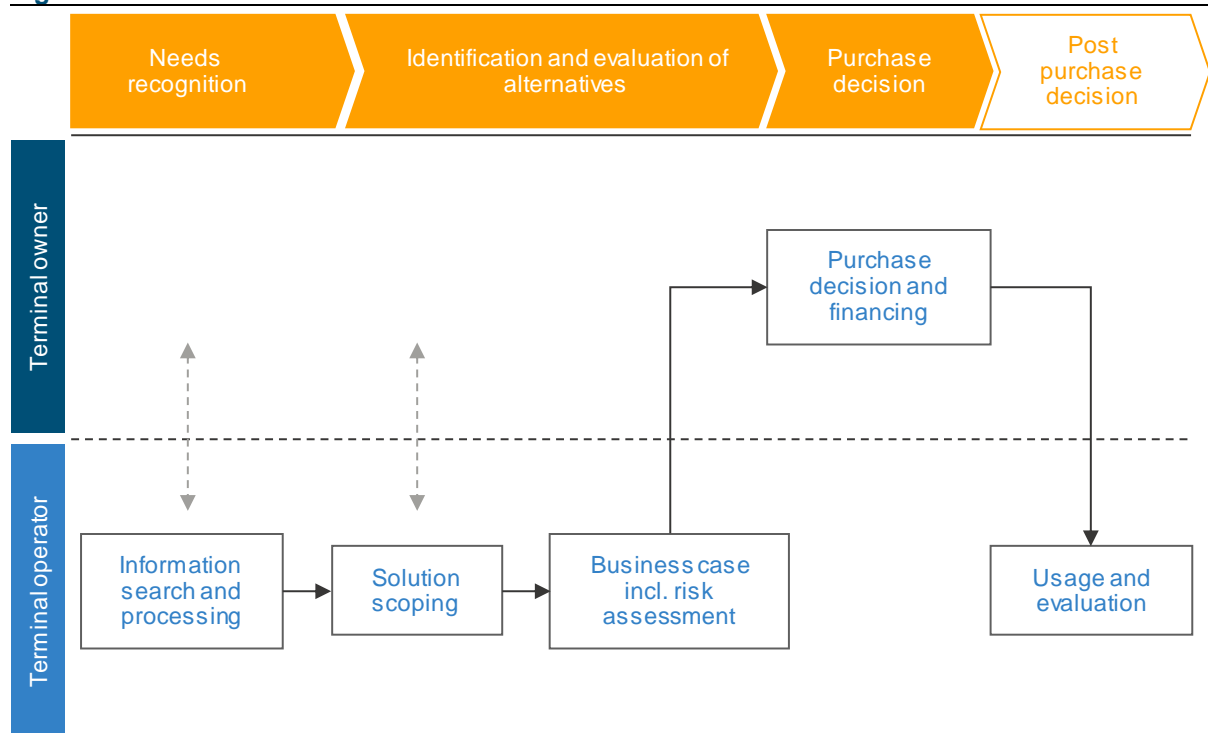 Needs
recognition
Identification and evaluation of
alternatives
Purchase
decision
Post
purchase
decision
Terminal owner
Purchase
decision and
financing
Terminal operator
Information
search and
processing
Solution
scoping
Business case
incl. risk
assessment
Usage and
evaluation